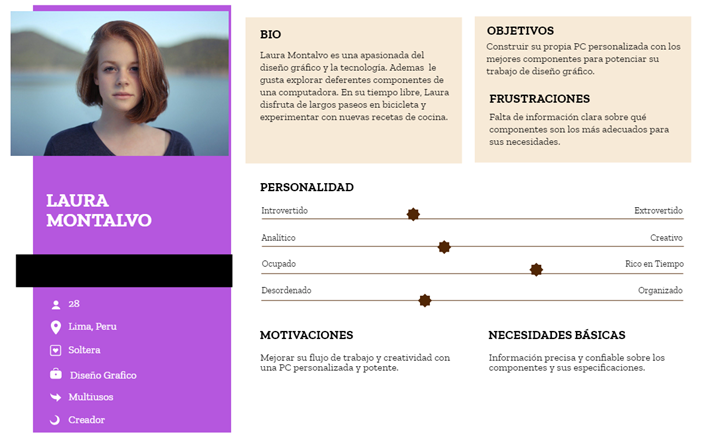 LAURA
MONTALVO
28
Lima, Peru
Soltera
Diseño Grafico
Multiusos
Creador
BIO
Laura Montalvo es una apasionada del
diseño gráfico y la tecnología. Ademas le
gusta explorar deferentes componentes de
una computadora. En su tiempo libre, Laura
disfruta de largos paseos en bicicleta y
experimentar con nuevas recetas de cocina.
OBJETIVOS
Construir su propia PC personalizada con los
mejores componentes para potenciar su
trabajo de diseño gráfico.
FRUSTRACIONES
Falta de información clara sobre qué
componentes son los más adecuados para
sus necesidades.
PERSONALIDAD
Introvertido Extrovertido
Analítico Creativo
Ocupado Rico en Tiempo
Desordenado Organizado
MOTIVACIONES
Mejorar su flujo de trabajo y creatividad con
una PC personalizada y potente.
NECESIDADES BÁSICAS
Información precisa y confiable sobre los
componentes y sus especificaciones.